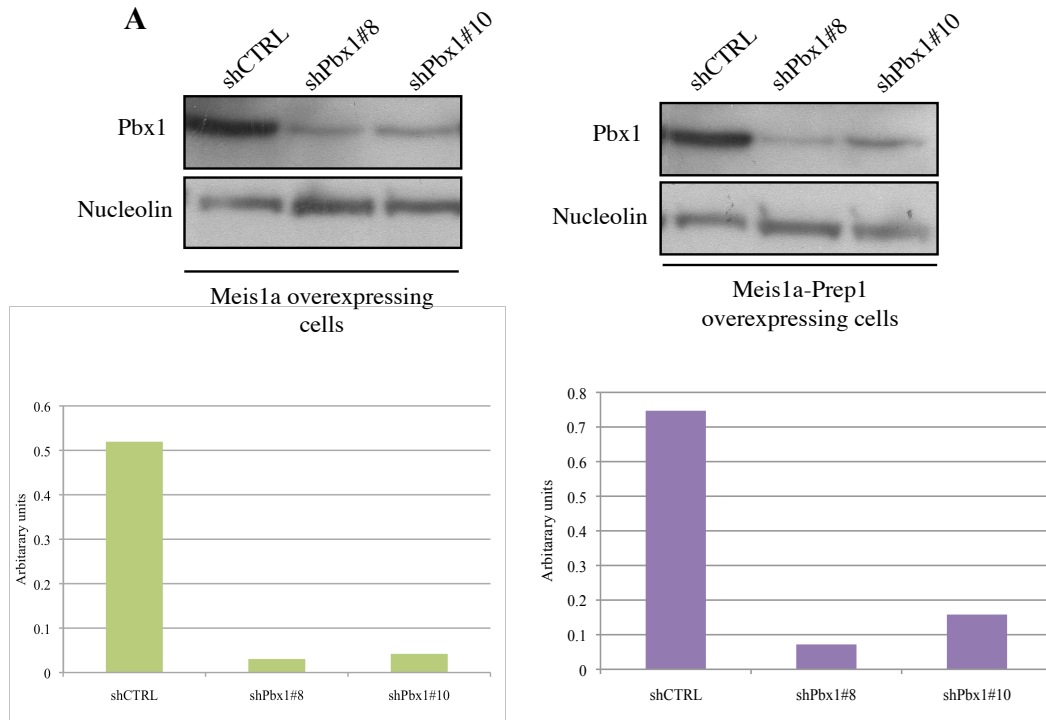 A
shCTRL
shPbx1#8
shPbx1#10
Pbx1
Nucleolin
Meis1a overexpressing
cells
shCTRL
shPbx1#8
shPbx1#10
Pbx1
Nucleolin
Meis1a-Prep1
overexpressing cells
Arbitarary units
0.6
0.5
0.4
0.3
0.2
0.1
0
shCTRL
shPbx1#8
shPbx1#10
Arbitarary units
0.8
0.7
0.6
0.5
0.4
0.3
0.2
0.1
0
shCTRL
shPbx1#8
shPbx1#10